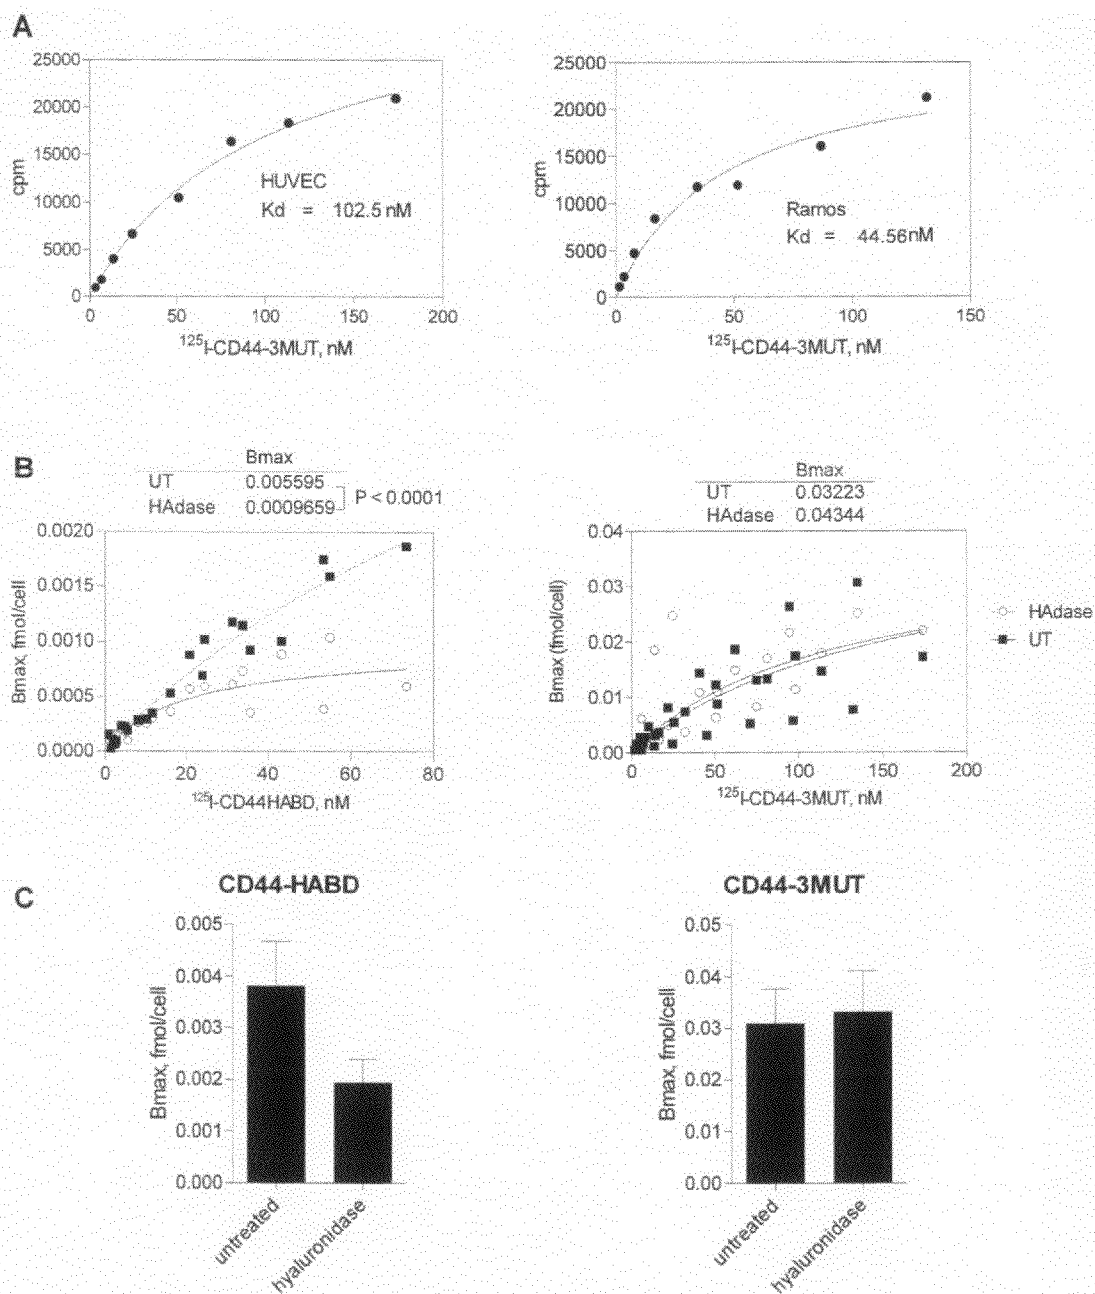 A
25000
20000
15000
10000
5000
0
cpm
HUVEC
Kd = 102.5 nM
0 50 100 150 200
125I-CD44-3MUT, nM
25000
20000
15000
10000
5000
0
cpm
Ramos
Kd = 44.56nM
0 50 100 150
125I-CD44-3MUT, nM
B
Bmax
UT 0.005595
HAdase 0.0009659
P < 0.0001
0.0020
0.0015
0.0010
0.0005
0.0000
Bmax, fmol/cell
0 20 40 60 80
125I-CD44HABD, nM
Bmax
UT 0.03223
HAdase 0.04344
0.04
0.03
0.02
0.01
0.00
Bmax (fmol/cell)
0 50 100 150 200
125I-CD44-3MUT, nM
HAdase
UT
C
CD44-HABD
0.005
0.004
0.003
0.002
0.001
0.000
Bmax, fmol/cell
untreated
hyaluronidase
CD44-3MUT
0.05
0.04
0.03
0.02
0.01
0.00
Bmax, fmol/cell
untreated
hyaluronidase